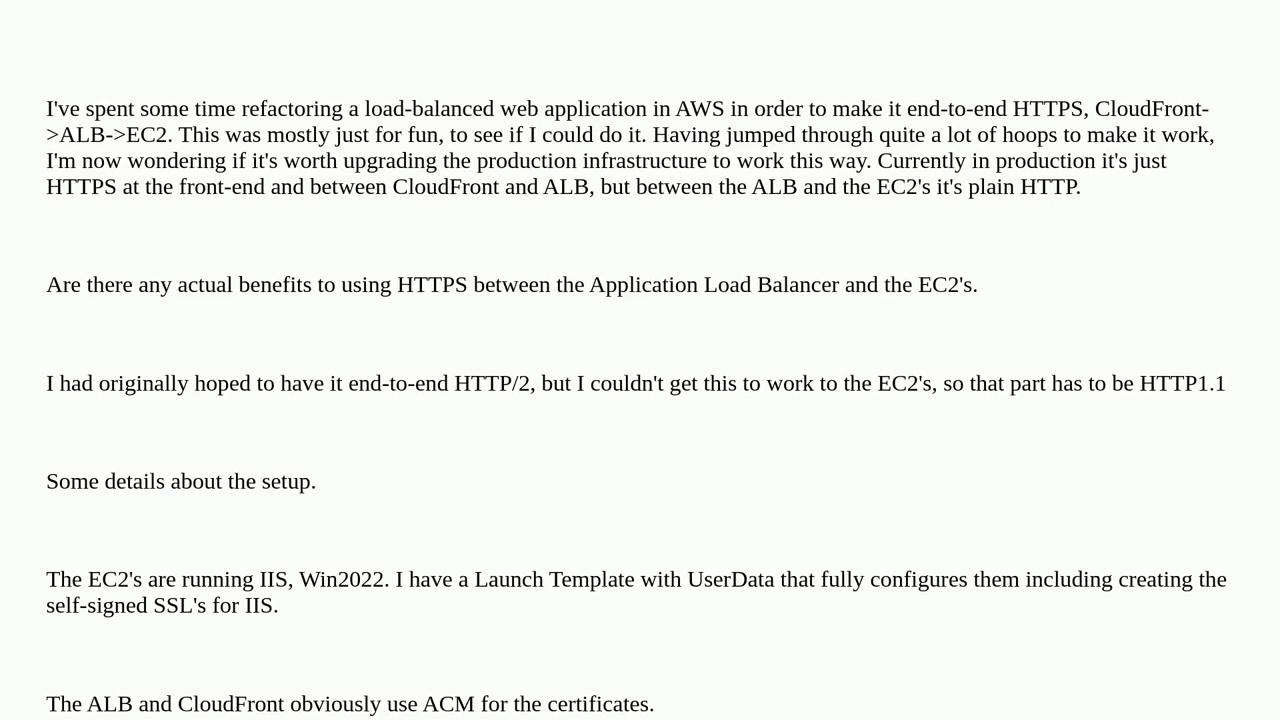 I've spent some time refactoring a load-balanced web application in AWS in order to make it end-to-end HTTPS, CloudFront-
>ALB->EC2. This was mostly just for fun, to see if I could do it. Having jumped through quite a lot of hoops to make it work,
I'm now wondering if it's worth upgrading the production infrastructure to work this way. Currently in production it's just
HTTPS at the front-end and between CloudFront and ALB, but between the ALB and the EC2's it's plain HTTP.
Are there any actual benefits to using HTTPS between the Application Load Balancer and the EC2's.
I had originally hoped to have it end-to-end HTTP/2, but I couldn't get this to work to the EC2's, so that part has to be HTTP1.1
Some details about the setup.
The EC2's are running IIS, Win2022. I have a Launch Template with UserData that fully configures them including creating the
self-signed SSL's for IIS.
The ALB and CloudFront obviously use ACM for the certificates.